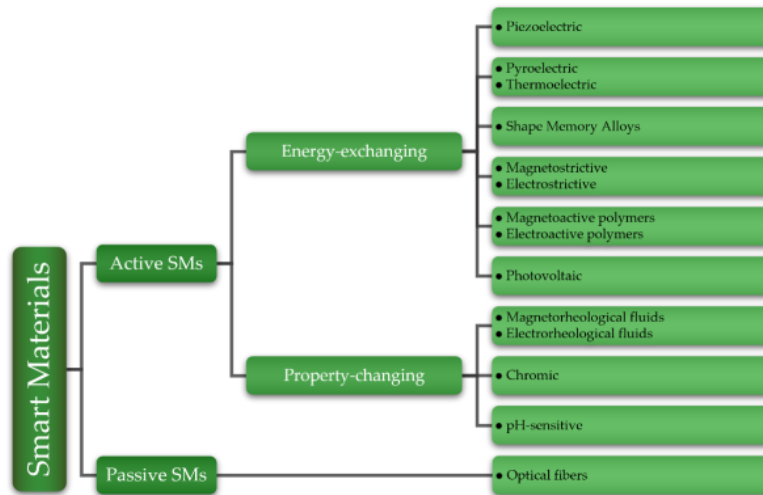 Smart Materials
Active SMs
Energy-exchanging
● Piezoelectric
● Pyroelectric
● Thermoelectric
● Shape Memory Alloys
● Magnetostrictive
● Electrostrictive
● Magnetoactive polymers
● Electroactive polymers
● Photovoltaic
Property-changing
● Magnetorheological fluids
● Electrorheological fluids
● Chromic
● pH-sensitive
Passive SMs
● Optical fibers